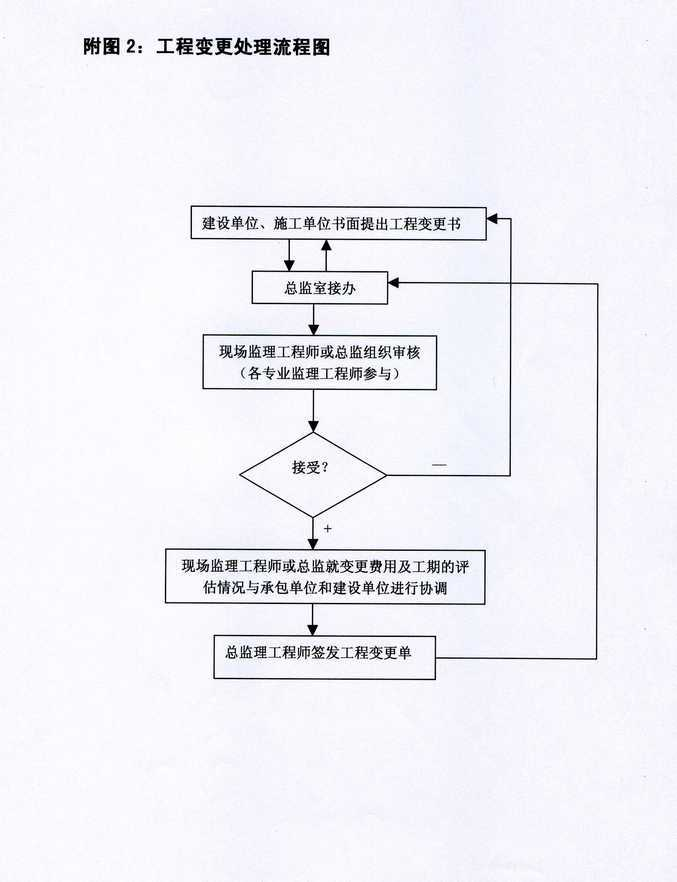 附图 2：工程变更处理流程图
建设单位、施工单位书面提出工程变更书
总监室接办
现场监理工程师或总监组织审核
（各专业监理工程师参与）
接受？
—
+
现场监理工程师或总监就变更费用及工期的评
估情况与承包单位和建设单位进行协调
总监理工程师签发工程变更单